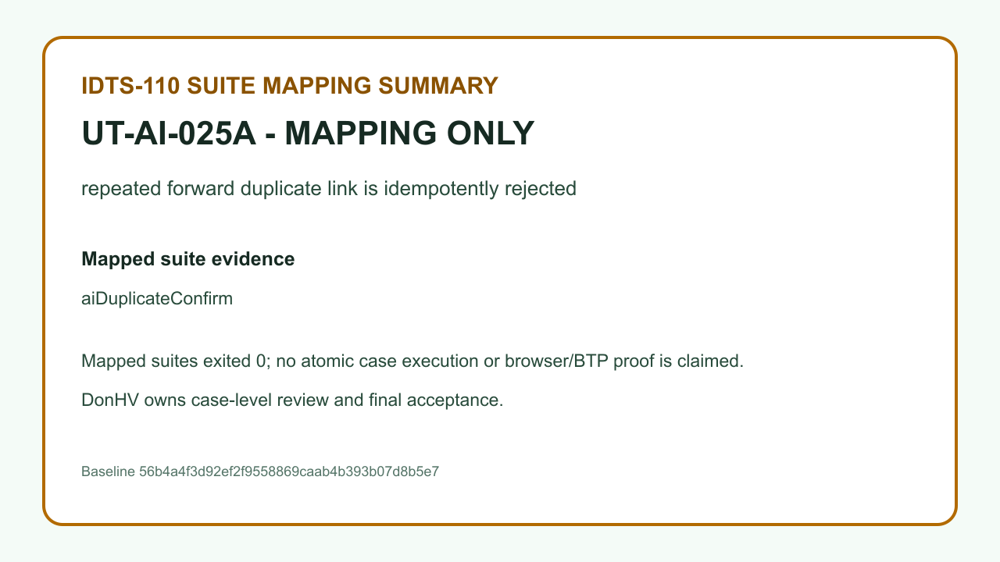 IDTS-110 SUITE MAPPING SUMMARY
UT-AI-025A - MAPPING ONLY
repeated forward duplicate link is idempotently rejected
Mapped suite evidence
aiDuplicateConfirm
Mapped suites exited 0; no atomic case execution or browser/BTP proof is claimed.
DonHV owns case-level review and final acceptance.
Baseline 56b4a4f3d92ef2f9558869caab4b393b07d8b5e7